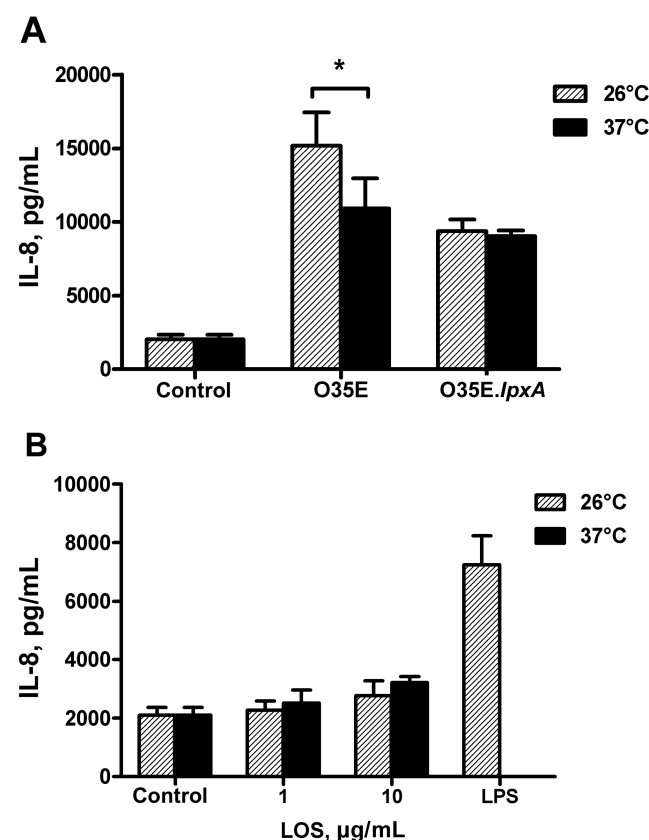 A
*
26°C
37°C
20000
15000
10000
5000
0
IL-8, pg/mL
Control
O35E
O35E.lpxA
B
26°C
37°C
10000
8000
6000
4000
2000
0
IL-8, pg/mL
Control
1
10
LPS
LOS, µg/mL